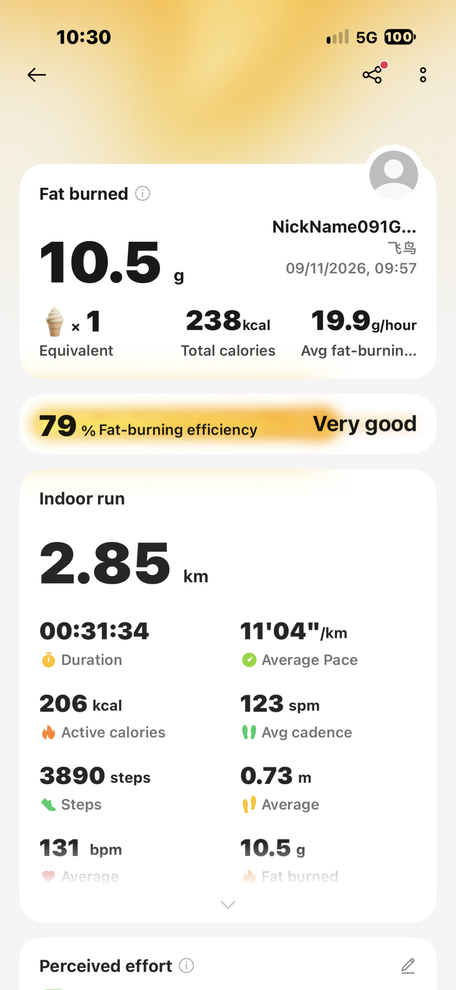 10:30
5G 100
Fat burned
NickName091G...
飞鸟
10.5 g
09/11/2026, 09:57
× 1
238kcal
19.9g/hour
Equivalent
Total calories
Avg fat-burnin...
79 % Fat-burning efficiency
Very good
Indoor run
2.85 km
00:31:34
11'04"/km
Duration
Average Pace
206 kcal
123 spm
Active calories
Avg cadence
3890 steps
0.73 m
Steps
Average
131 bpm
10.5 g
Average
Fat burned
Perceived effort